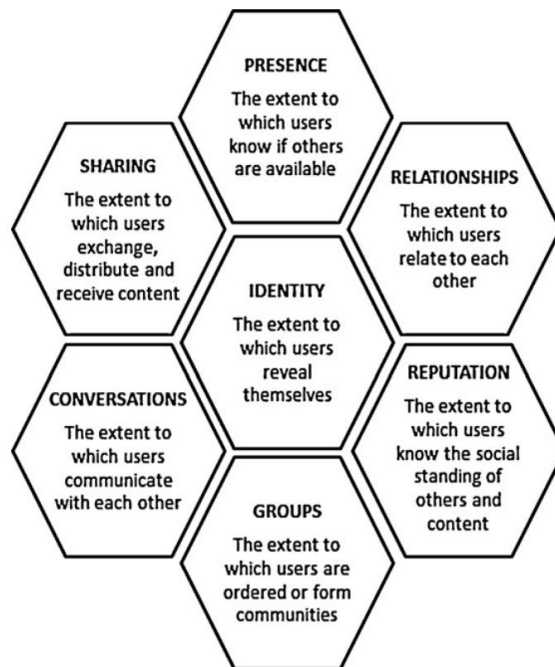 PRESENCE
The extent to
which users
know if others
are available
SHARING
The extent to
which users
exchange,
distribute and
receive content
RELATIONSHIPS
The extent to
which users
relate to each
other
IDENTITY
The extent to
which users
reveal
themselves
CONVERSATIONS
The extent to
which users
communicate
with each other
REPUTATION
The extent to
which users
know the social
standing of
others and
content
GROUPS
The extent to
which users are
ordered or form
communities